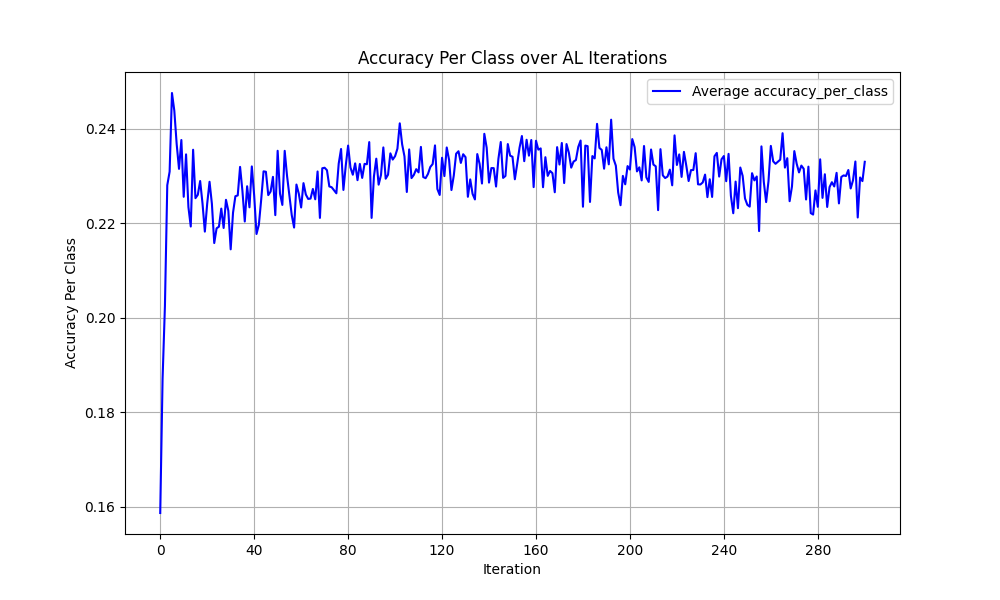 Accuracy Per Class over AL Iterations
Average accuracy_per_class
0.24
0.22
0.20
0.18
0.16
Accuracy Per Class
0 40 80 120 160 200 240 280
Iteration